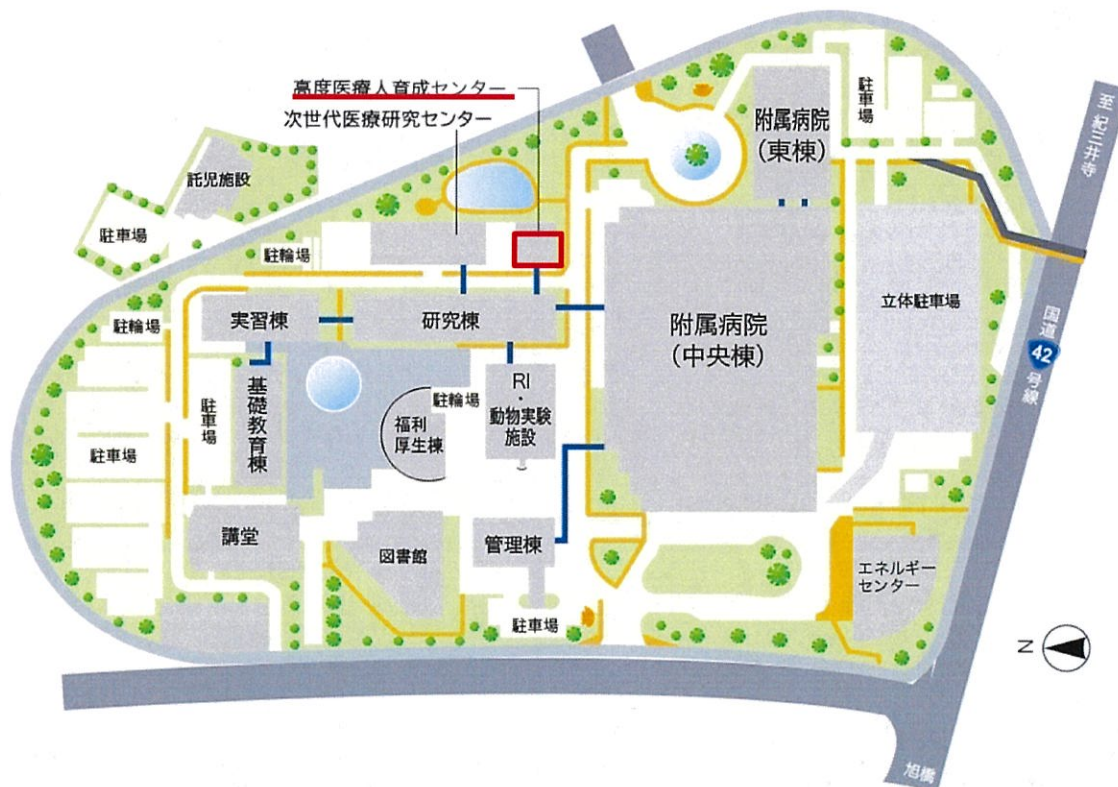 高度医療人育成センター
次世代医療研究センター
附属病院
(東棟)
駐車場
至 紀三井寺
託児施設
駐車場
駐輪場
駐輪場
実習棟
研究棟
附属病院
(中央棟)
立体駐車場
国道42号線
駐車場
基礎教育棟
福利
厚生棟
駐輪場
RI
・
動物実験
施設
駐車場
講堂
図書館
管理棟
エネルギー
センター
駐車場
N
旭橋